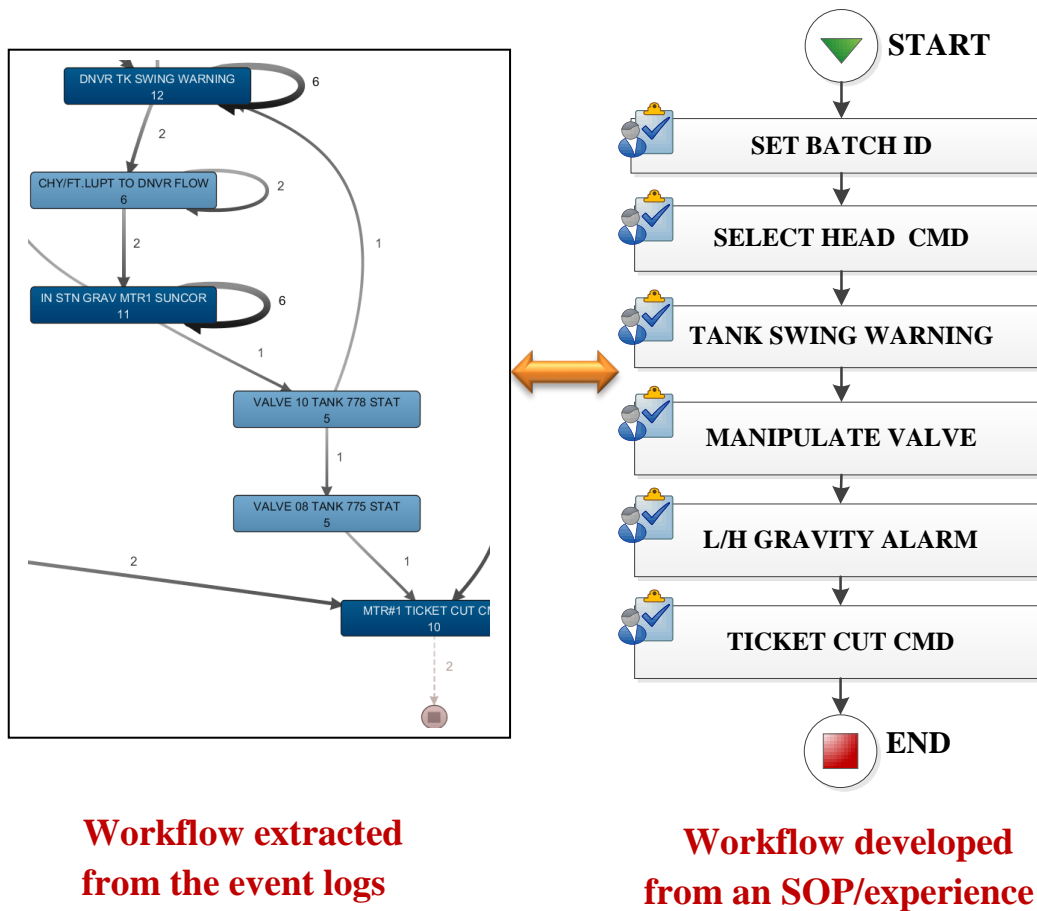 DNVR TK SWING WARNING
12
6
2
CHY/FT.LUPT TO DNVR FLOW
6
2
1
2
IN STN GRAV MTR1 SUNCOR
11
6
1
VALVE 10 TANK 778 STAT
5
1
VALVE 08 TANK 775 STAT
5
2
1
MTR#1 TICKET CUT
10
2
START
SET BATCH ID
SELECT HEAD CMD
TANK SWING WARNING
MANIPULATE VALVE
L/H GRAVITY ALARM
TICKET CUT CMD
END
Workflow extracted
from the event logs
Workflow developed
from an SOP/experience